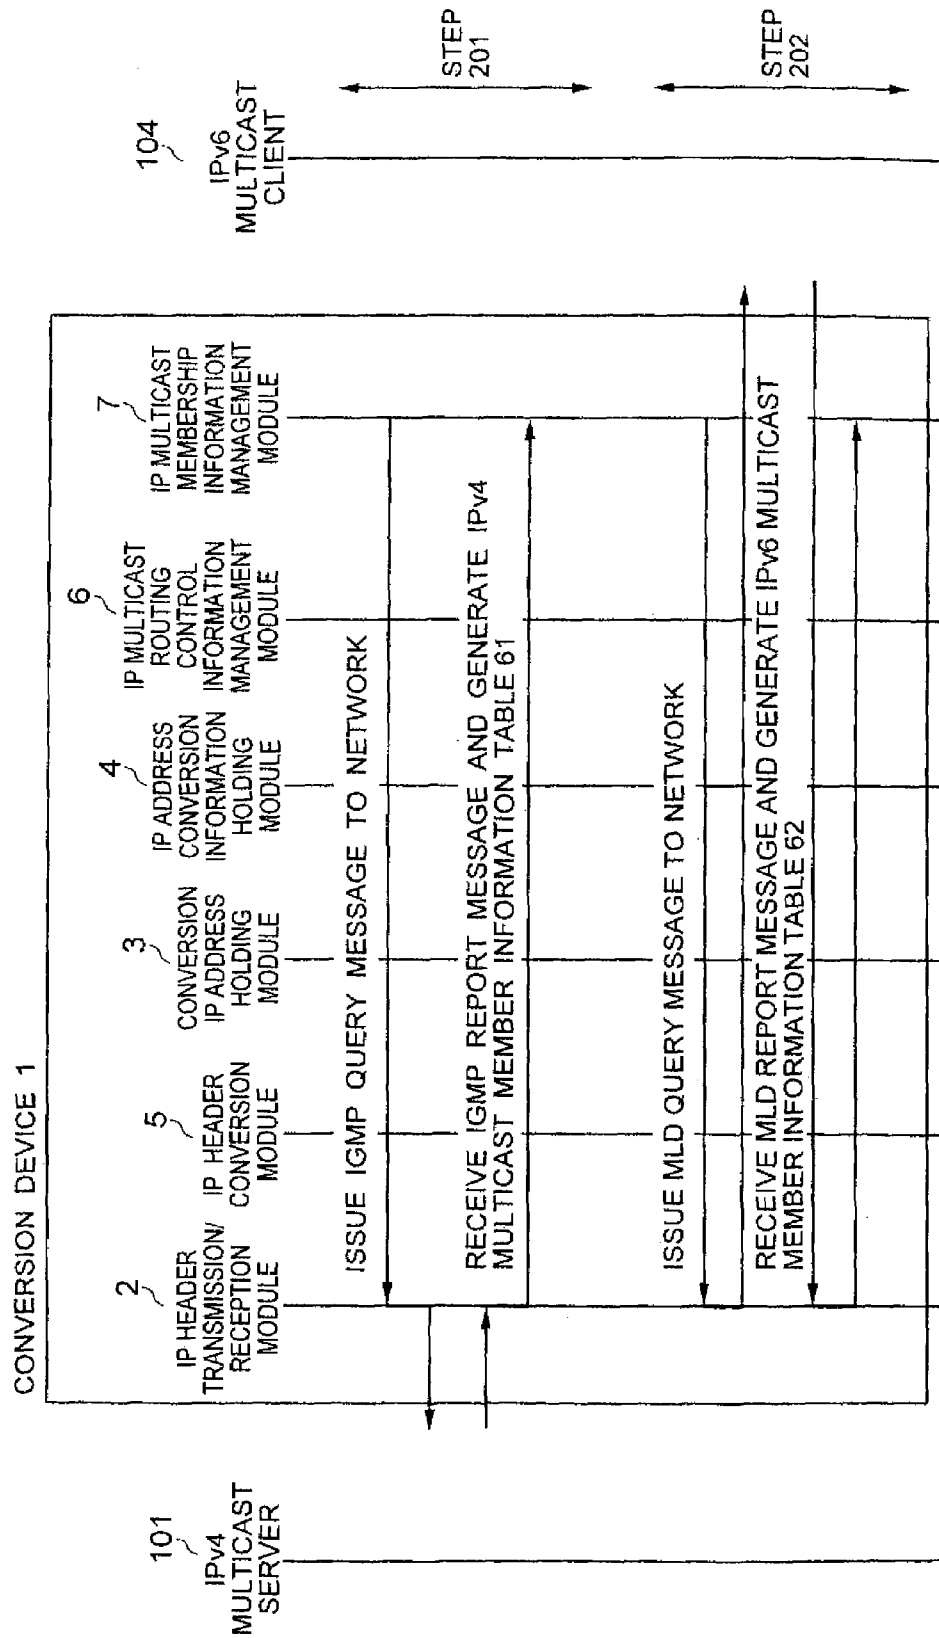 CONVERSION DEVICE 1
101
IPv4
MULTICAST
SERVER
2
IP HEADER
TRANSMISSION/
RECEPTION
MODULE
5
IP HEADER
CONVERSION
MODULE
3
CONVERSION
IP ADDRESS
HOLDING
MODULE
4
IP ADDRESS
CONVERSION
INFORMATION
HOLDING
MODULE
6
IP MULTICAST
ROUTING
CONTROL
INFORMATION
MANAGEMENT
MODULE
7
IP MULTICAST
MEMBERSHIP
INFORMATION
MANAGEMENT
MODULE
104
IPv6
MULTICAST
CLIENT
ISSUE IGMP QUERY MESSAGE TO NETWORK
RECEIVE IGMP REPORT MESSAGE AND GENERATE IPv4
MULTICAST MEMBER INFORMATION TABLE 61
STEP
201
ISSUE MLD QUERY MESSAGE TO NETWORK
RECEIVE MLD REPORT MESSAGE AND GENERATE IPv6 MULTICAST
MEMBER INFORMATION TABLE 62
STEP
202